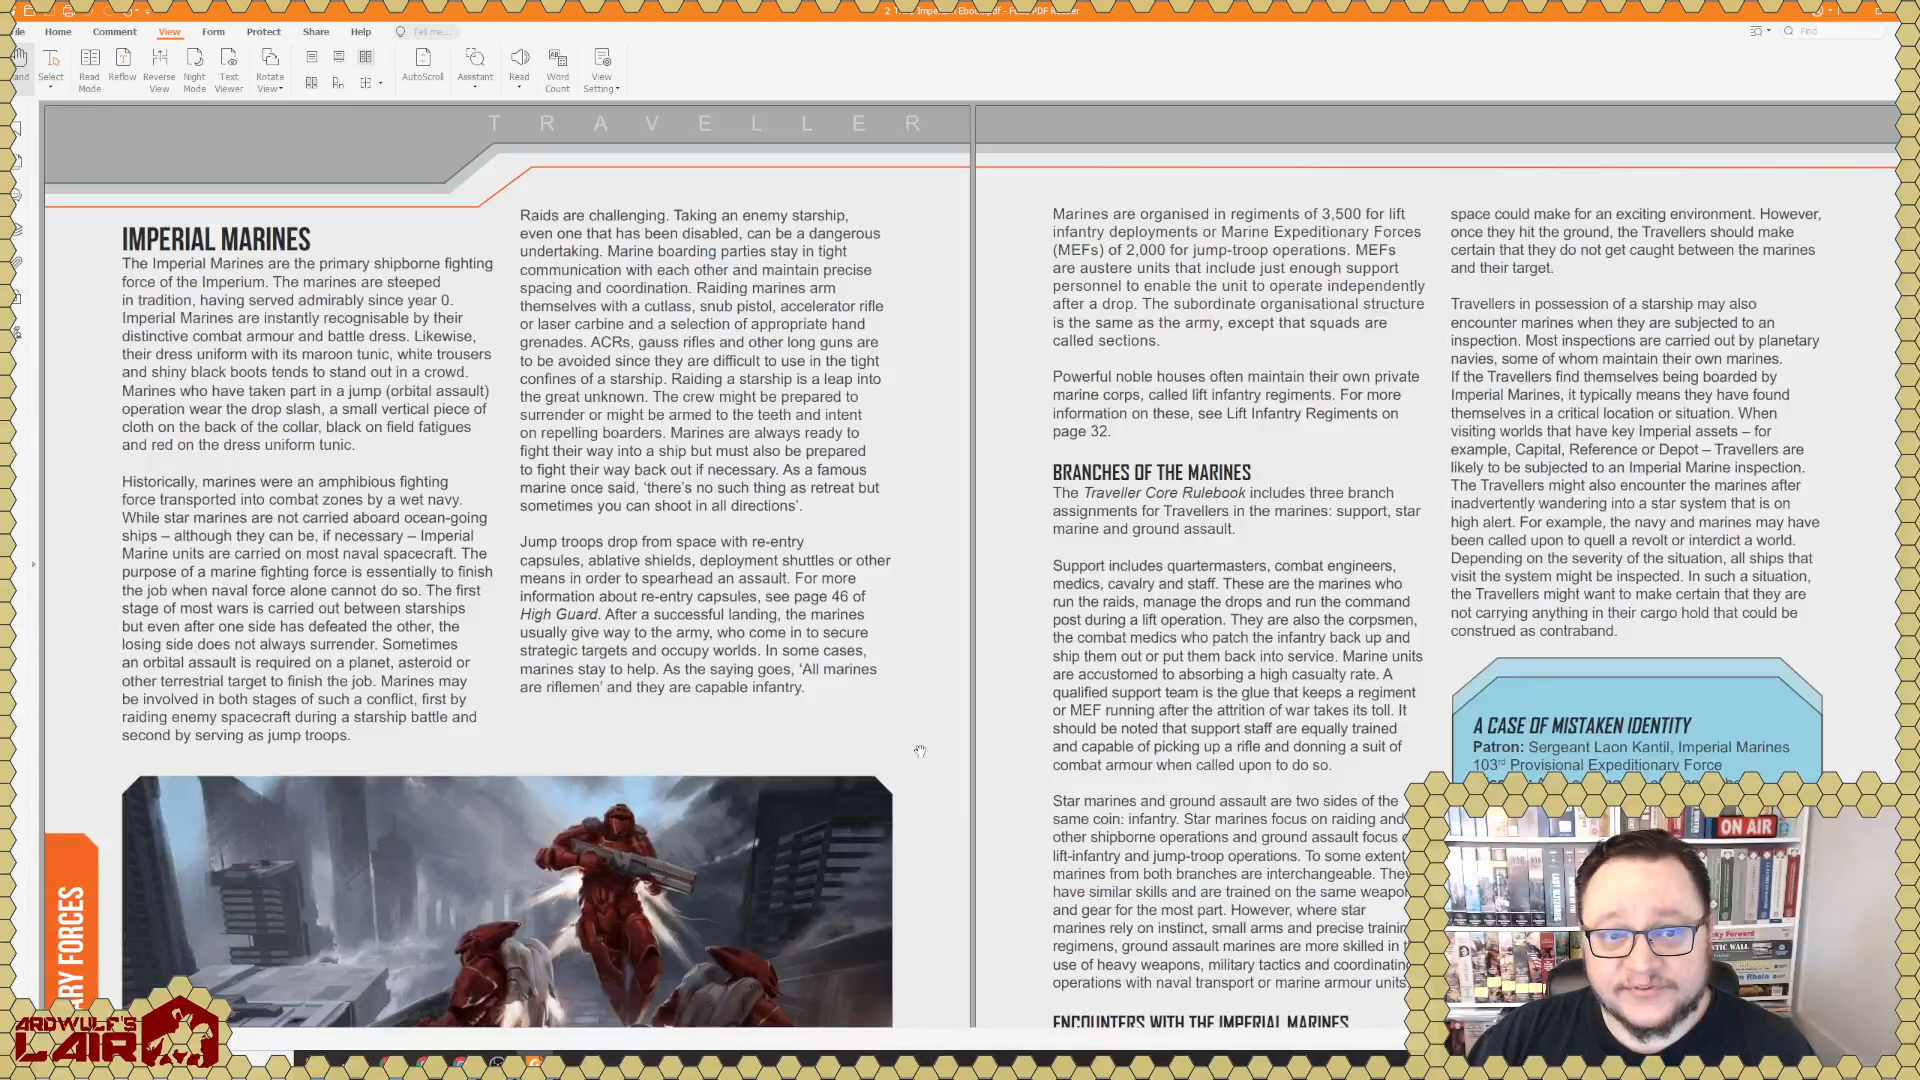 Home Comment View Form Protect Share Help Tell me... Find
Select Read Mode Reflow Reverse View Night Mode Text Viewer Rotate View AutoScroll Assistant Read Word Count View Setting
TRAVELLER
IMPERIAL MARINES
The Imperial Marines are the primary shipborne fighting
force of the Imperium. The marines are steeped
in tradition, having served admirably since year 0.
Imperial Marines are instantly recognisable by their
distinctive combat armour and battle dress. Likewise,
their dress uniform with its maroon tunic, white trousers
and shiny black boots tends to stand out in a crowd.
Marines who have taken part in a jump (orbital assault)
operation wear the drop slash, a small vertical piece of
cloth on the back of the collar, black on field fatigues
and red on the dress uniform tunic.
Historically, marines were an amphibious fighting
force transported into combat zones by a wet navy.
While star marines are not carried aboard ocean-going
ships – although they can be, if necessary – Imperial
Marine units are carried on most naval spacecraft. The
purpose of a marine fighting force is essentially to finish
the job when naval force alone cannot do so. The first
stage of most wars is carried out between starships
but even after one side has defeated the other, the
losing side does not always surrender. Sometimes
an orbital assault is required on a planet, asteroid or
other terrestrial target to finish the job. Marines may
be involved in both stages of such a conflict, first by
raiding enemy spacecraft during a starship battle and
second by serving as jump troops.
Raids are challenging. Taking an enemy starship,
even one that has been disabled, can be a dangerous
undertaking. Marine boarding parties stay in tight
communication with each other and maintain precise
spacing and coordination. Raiding marines arm
themselves with a cutlass, snub pistol, accelerator rifle
or laser carbine and a selection of appropriate hand
grenades. ACRs, gauss rifles and other long guns are
to be avoided since they are difficult to use in the tight
confines of a starship. Raiding a starship is a leap into
the great unknown. The crew might be prepared to
surrender or might be armed to the teeth and intent
on repelling boarders. Marines are always ready to
fight their way into a ship but must also be prepared
to fight their way back out if necessary. As a famous
marine once said, ‘there’s no such thing as retreat but
sometimes you can shoot in all directions’.
Jump troops drop from space with re-entry
capsules, ablative shields, deployment shuttles or other
means in order to spearhead an assault. For more
information about re-entry capsules, see page 46 of
High Guard. After a successful landing, the marines
usually give way to the army, who come in to secure
strategic targets and occupy worlds. In some cases,
marines stay to help. As the saying goes, ‘All marines
are riflemen’ and they are capable infantry.
ARY FORCES
Marines are organised in regiments of 3,500 for lift
infantry deployments or Marine Expeditionary Forces
(MEFs) of 2,000 for jump-troop operations. MEFs
are austere units that include just enough support
personnel to enable the unit to operate independently
after a drop. The subordinate organisational structure
is the same as the army, except that squads are
called sections.
Powerful noble houses often maintain their own private
marine corps, called lift infantry regiments. For more
information on these, see Lift Infantry Regiments on
page 32.
BRANCHES OF THE MARINES
The Traveller Core Rulebook includes three branch
assignments for Travellers in the marines: support, star
marine and ground assault.
Support includes quartermasters, combat engineers,
medics, cavalry and staff. These are the marines who
run the raids, manage the drops and run the command
post during a lift operation. They are also the corpsmen,
the combat medics who patch the infantry back up and
ship them out or put them back into service. Marine units
are accustomed to absorbing a high casualty rate. A
qualified support team is the glue that keeps a regiment
or MEF running after the attrition of war takes its toll. It
should be noted that support staff are equally trained
and capable of picking up a rifle and donning a suit of
combat armour when called upon to do so.
Star marines and ground assault are two sides of the
same coin: infantry. Star marines focus on raiding and
other shipborne operations and ground assault focus
lift-infantry and jump-troop operations. To some extent
marines from both branches are interchangeable. They
have similar skills and are trained on the same weapo
and gear for the most part. However, where star
marines rely on instinct, small arms and precise trainin
regimens, ground assault marines are more skilled in
use of heavy weapons, military tactics and coordinating
operations with naval transport or marine armour units.
ENCOUNTERS WITH THE IMPERIAL MARINES
space could make for an exciting environment. However,
once they hit the ground, the Travellers should make
certain that they do not get caught between the marines
and their target.
Travellers in possession of a starship may also
encounter marines when they are subjected to an
inspection. Most inspections are carried out by planetary
navies, some of whom maintain their own marines.
If the Travellers find themselves being boarded by
Imperial Marines, it typically means they have found
themselves in a critical location or situation. When
visiting worlds that have key Imperial assets – for
example, Capital, Reference or Depot – Travellers are
likely to be subjected to an Imperial Marine inspection.
The Travellers might also encounter the marines after
inadvertently wandering into a star system that is on
high alert. For example, the navy and marines may have
been called upon to quell a revolt or interdict a world.
Depending on the severity of the situation, all ships that
visit the system might be inspected. In such a situation,
the Travellers might want to make certain that they are
not carrying anything in their cargo hold that could be
construed as contraband.
A CASE OF MISTAKEN IDENTITY
Patron: Sergeant Laon Kantil, Imperial Marines
103rd Provisional Expeditionary Force
ON AIR
ARDWULF'S
LAIR